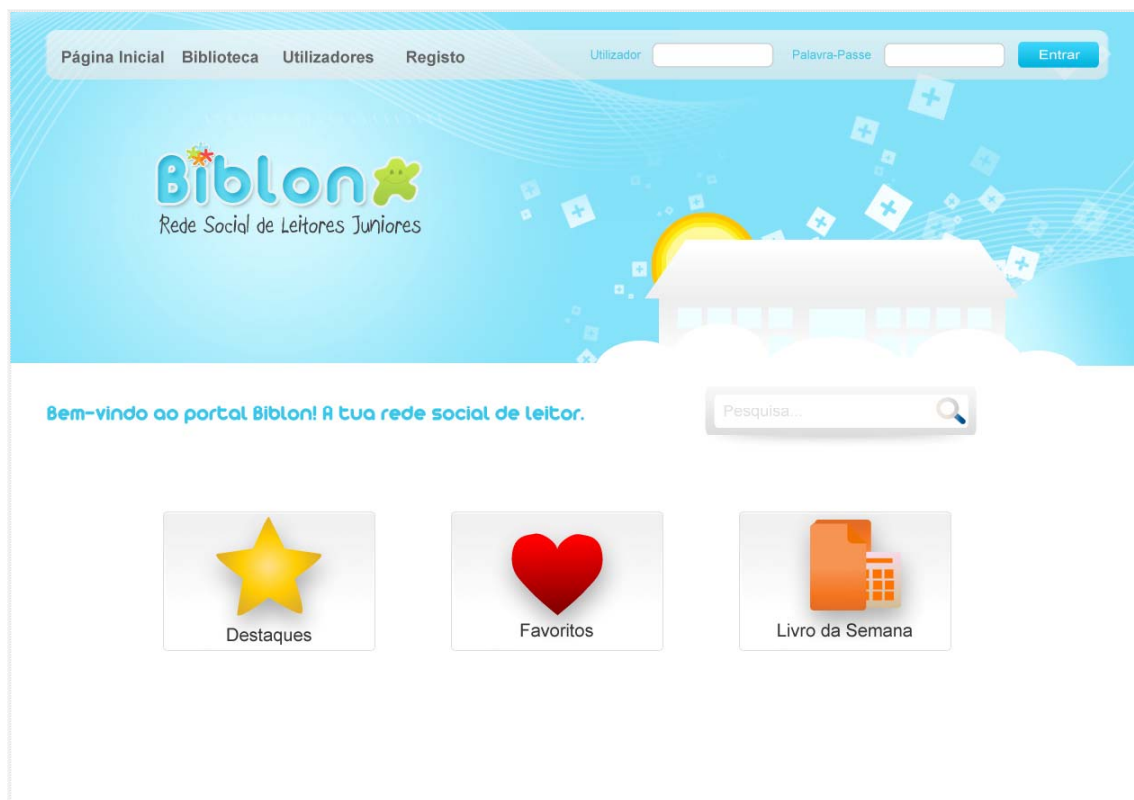 Página Inicial Biblioteca Utilizadores Registo Utilizador Palavra-Passe Entrar
Biblon
Rede Social de Leitores Juniores
Bem-vindo ao portal Biblon! A tua rede social de leitor.
Pesquisa...
Destaques Favoritos Livro da Semana